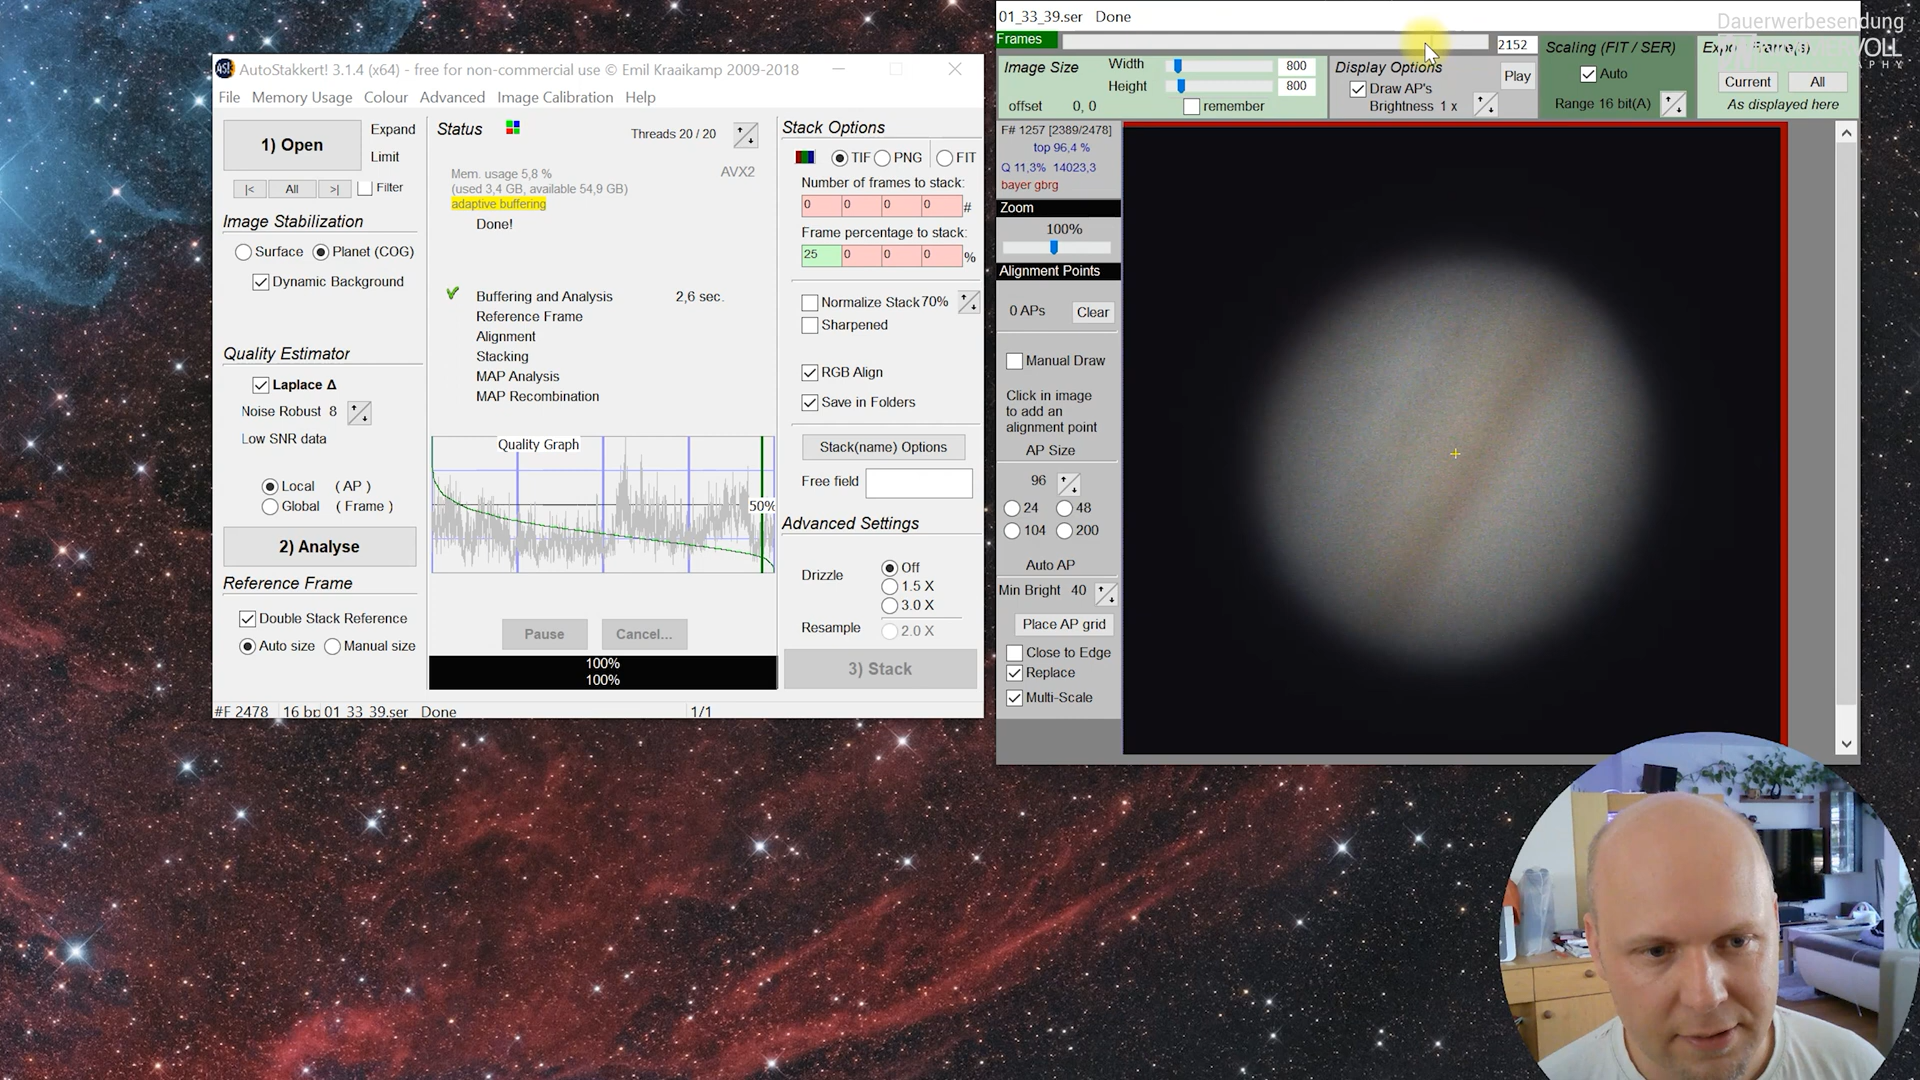 Dauerwerbesendung
AutoStakkert! 3.1.4 (x64) - free for non-commercial use © Emil Kraaikamp 2009-2018
File Memory Usage Colour Advanced Image Calibration Help
1) Open
Expand
Limit
|< All >| Filter
Image Stabilization
Surface Planet (COG)
Dynamic Background
Quality Estimator
Laplace Δ
Noise Robust 8
Low SNR data
Local ( AP )
Global ( Frame )
2) Analyse
Reference Frame
Double Stack Reference
Auto size Manual size
Status
Threads 20 / 20
Mem. usage 5,8 %
AVX2
(used 3,4 GB, available 54,9 GB)
adaptive buffering
Done!
Buffering and Analysis 2,6 sec.
Reference Frame
Alignment
Stacking
MAP Analysis
MAP Recombination
Quality Graph
50%
Pause Cancel...
100%
100%
Stack Options
TIF PNG FIT
Number of frames to stack:
0 0 0 0 #
Frame percentage to stack:
25 0 0 0 %
Normalize Stack 70%
Sharpened
RGB Align
Save in Folders
Stack(name) Options
Free field
Advanced Settings
Drizzle
Off
1.5 X
3.0 X
Resample 2.0 X
3) Stack
#F 2478 16 bp 01_33_39.ser Done 1/1
01_33_39.ser Done
Frames 2152
Image Size
Width 800
Height 800
offset 0, 0 remember
Display Options
Play
Draw AP's
Brightness 1 x
Scaling (FIT / SER)
Auto
Range 16 bit(A)
Current All
As displayed here
F# 1257 [2389/2478]
top 96,4 %
Q 11,3% 14023,3
bayer gbrg
Zoom
100%
Alignment Points
0 APs Clear
Manual Draw
Click in image
to add an
alignment point
AP Size
96
24 48
104 200
Auto AP
Min Bright 40
Place AP grid
Close to Edge
Replace
Multi-Scale